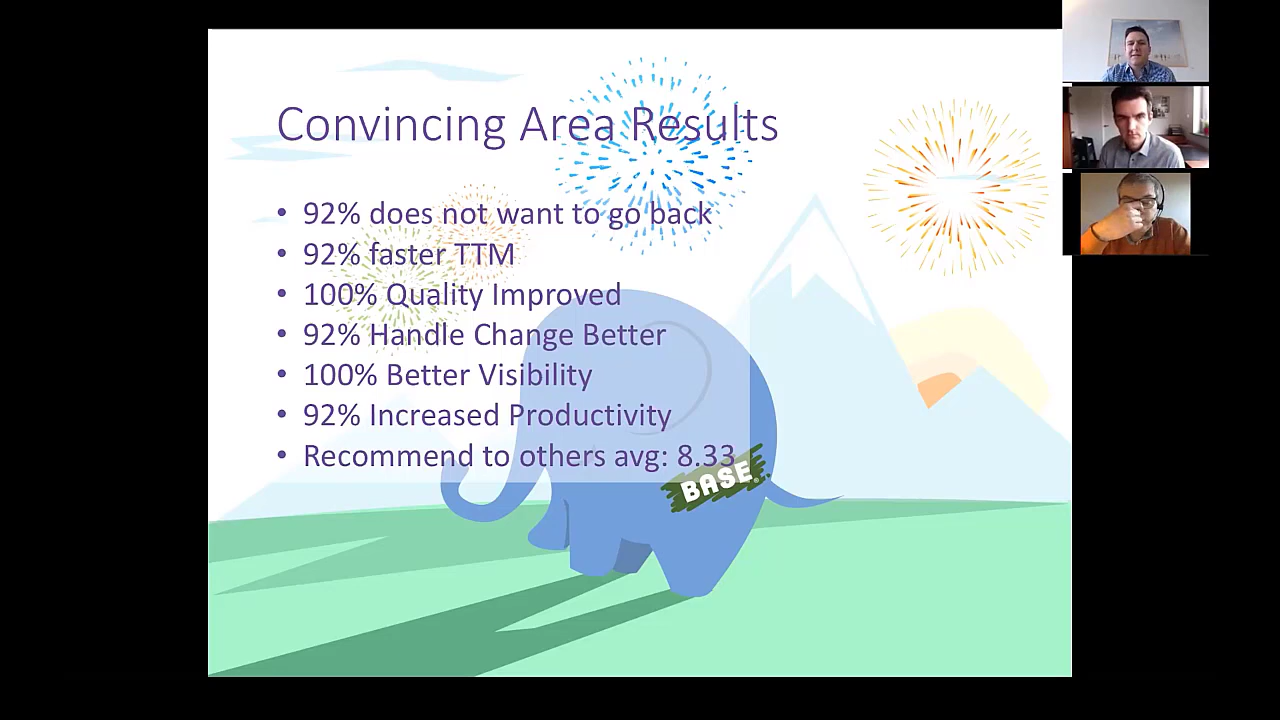 Convincing Area Results
• 92% does not want to go back
• 92% faster TTM
• 100% Quality Improved
• 92% Handle Change Better
• 100% Better Visibility
• 92% Increased Productivity
• Recommend to others avg: 8.33
BASE®